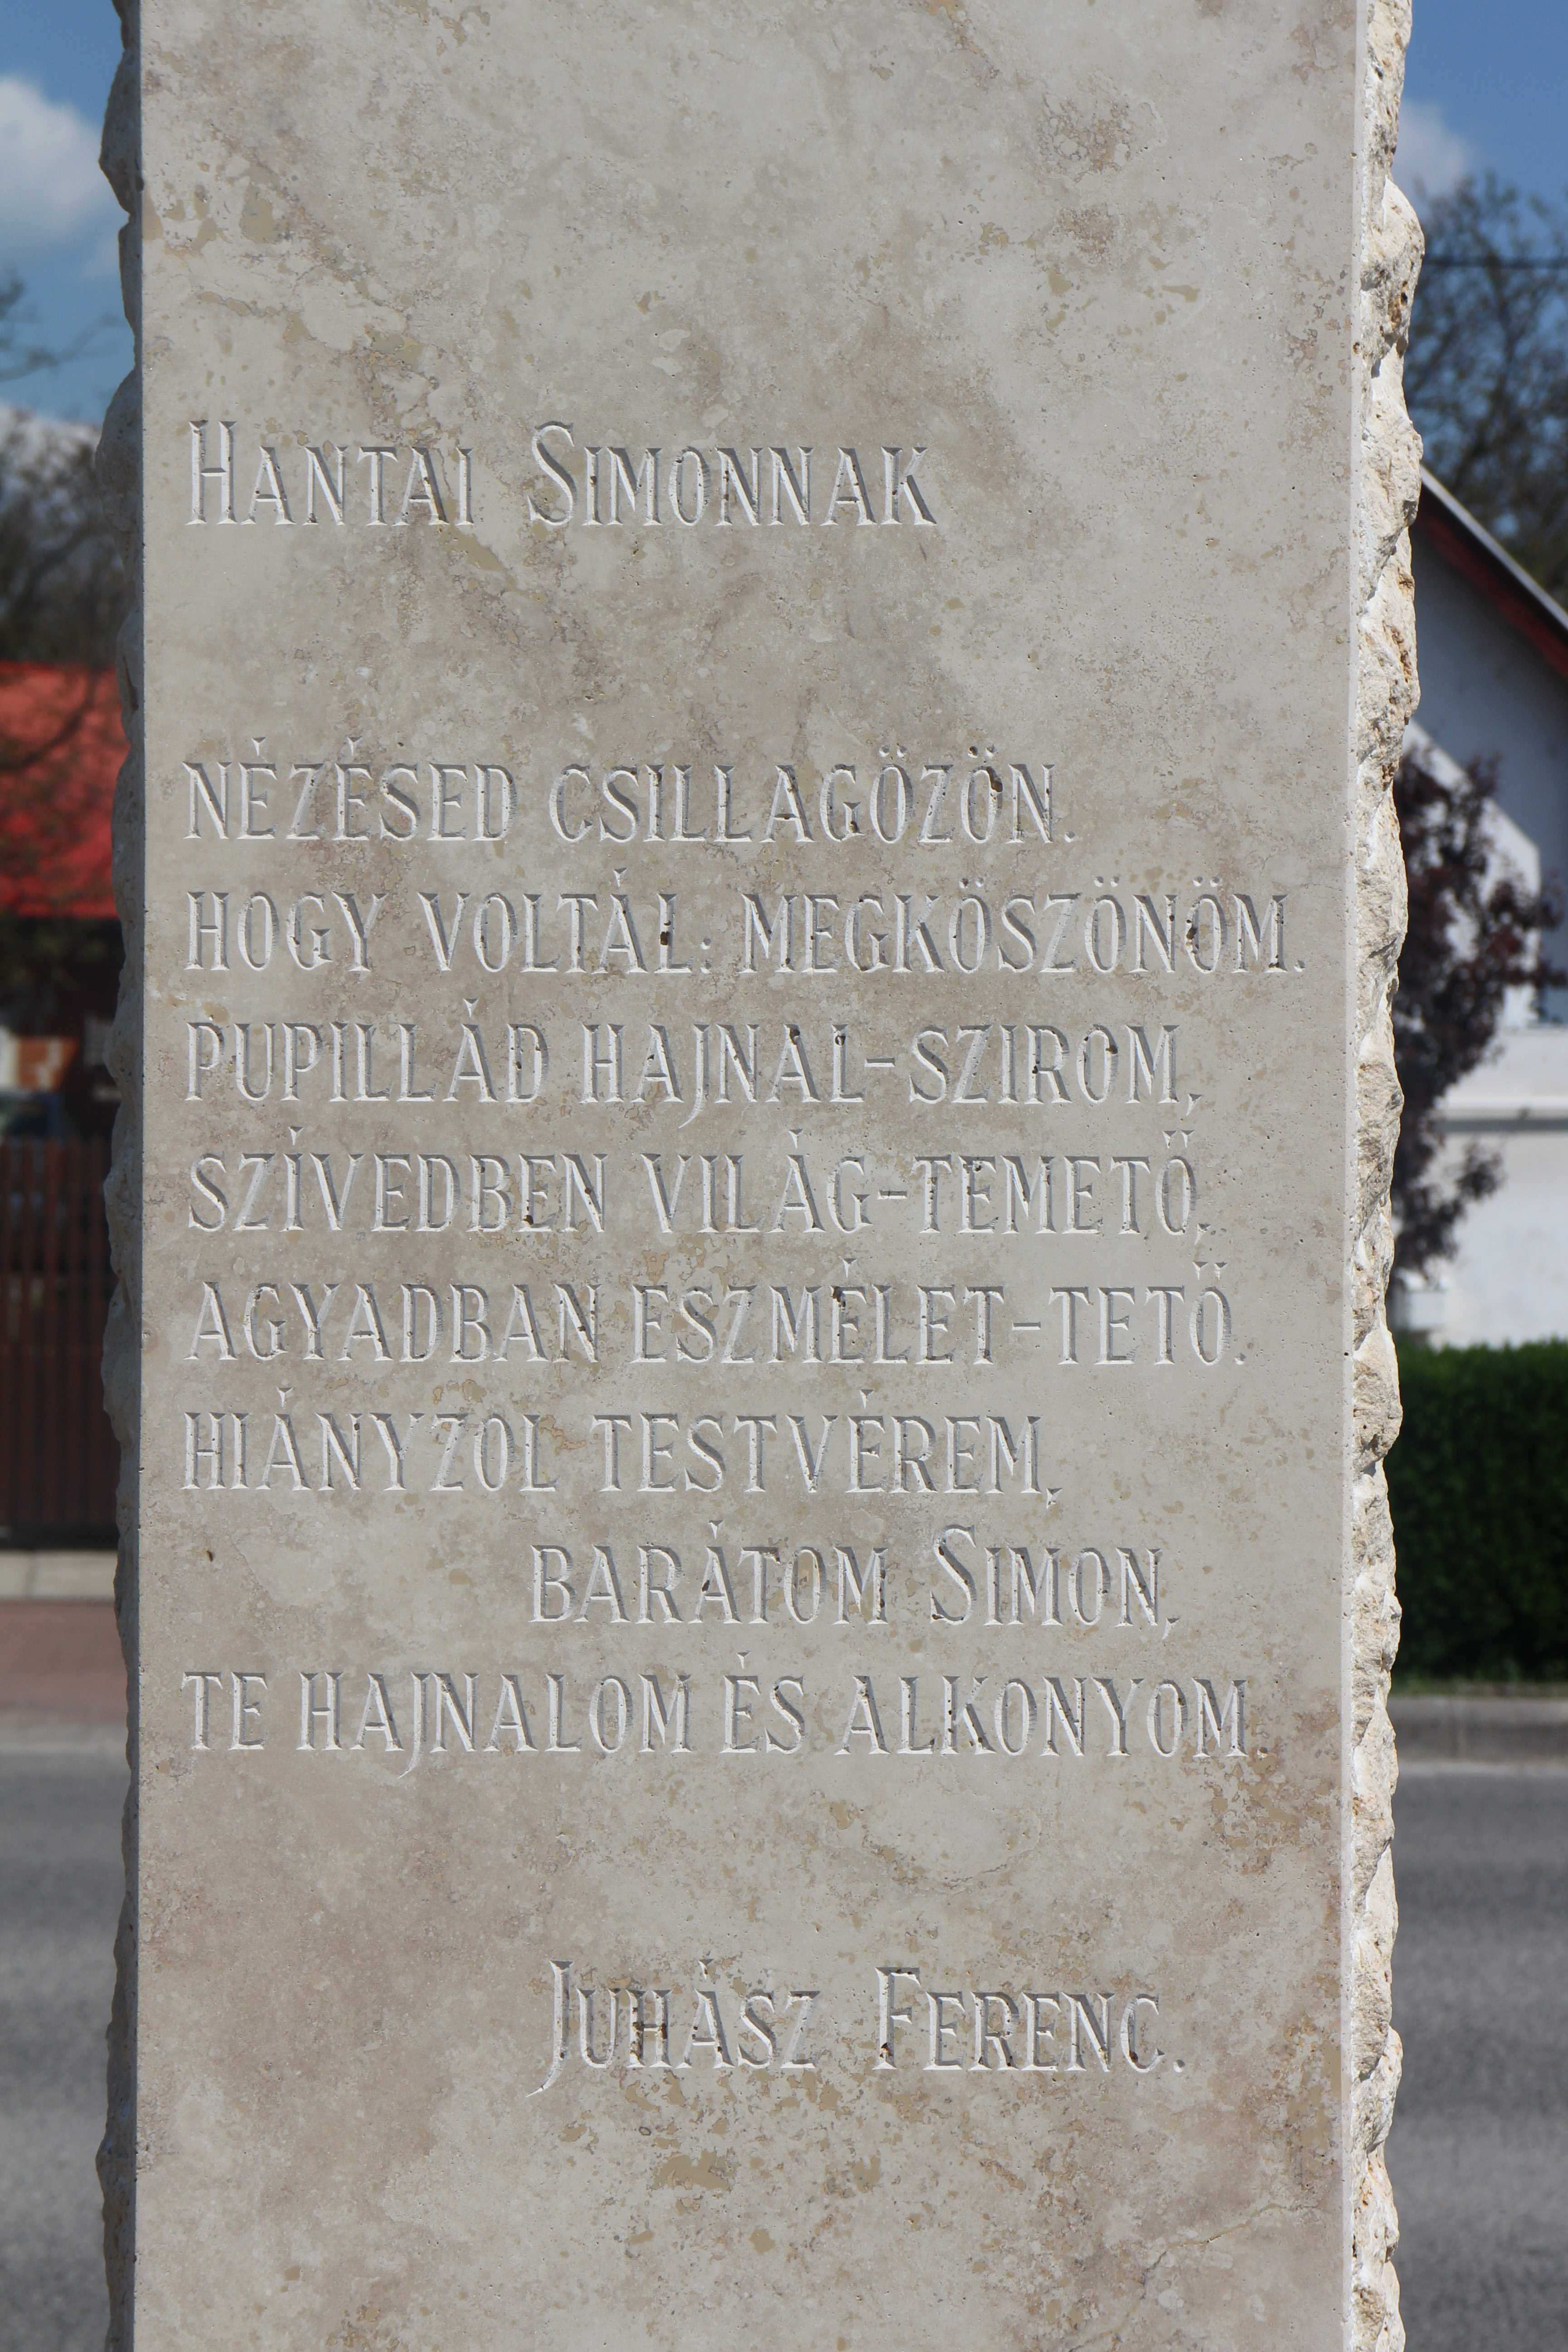 HANTAI SIMONNAK
NÉZÉSED CSILLAGÖZÖN.
HOGY VOLTÁL: MEGKÖSZÖNÖM.
PUPILLÁD HAJNAL-SZIROM,
SZÍVEDBEN VILÁG-TEMETŐ,
AGYADBAN ESZMÉLET-TETŐ.
HIÁNYZOL TESTVÉREM,
BARÁTOM SIMON,
TE HAJNALOM ÉS ALKONYOM.
JUHÁSZ FERENC.